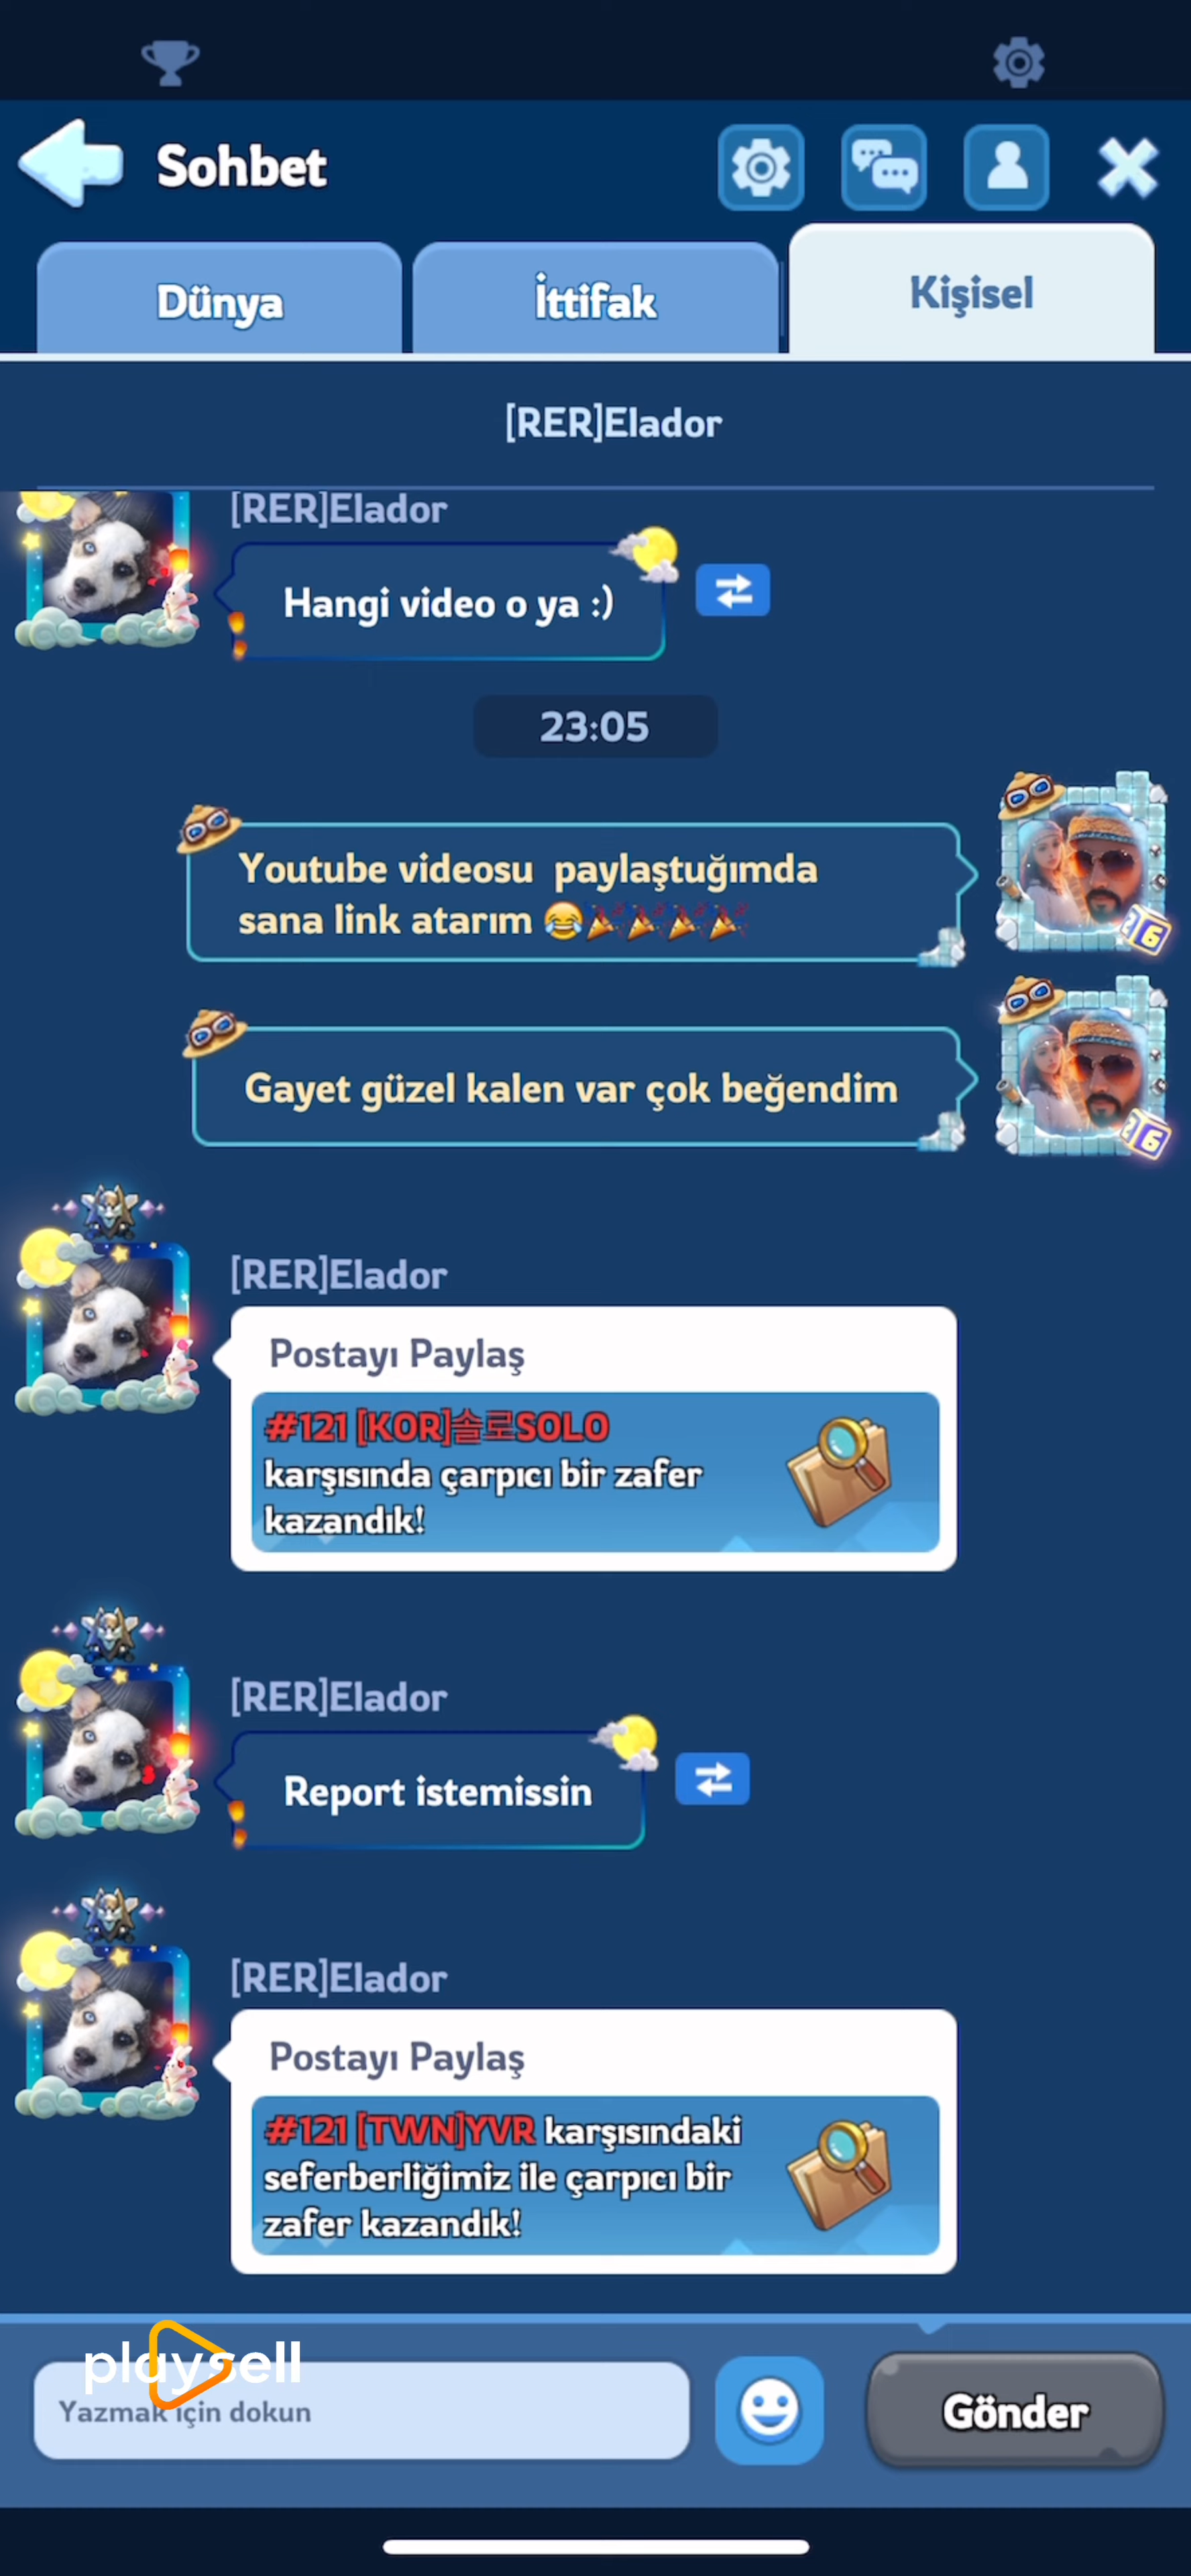 Sohbet
Dünya
İttifak
Kişisel
[RER]Elador
[RER]Elador
Hangi video o ya :)
23:05
Youtube videosu paylaştuğımda
sana link atarım 😂🎉🎉🎉🎉
Gayet güzel kalen var çok beğendim
[RER]Elador
Postayı Paylaş
#121 [KOR]솔로SOLO
karşısında çarpıcı bir zafer
kazandık!
[RER]Elador
Report istemissin
[RER]Elador
Postayı Paylaş
#121 [TWN]YVR karşısındaki
seferberliğimiz ile çarpıcı bir
zafer kazandık!
playsell
Yazmak için dokun
Gönder